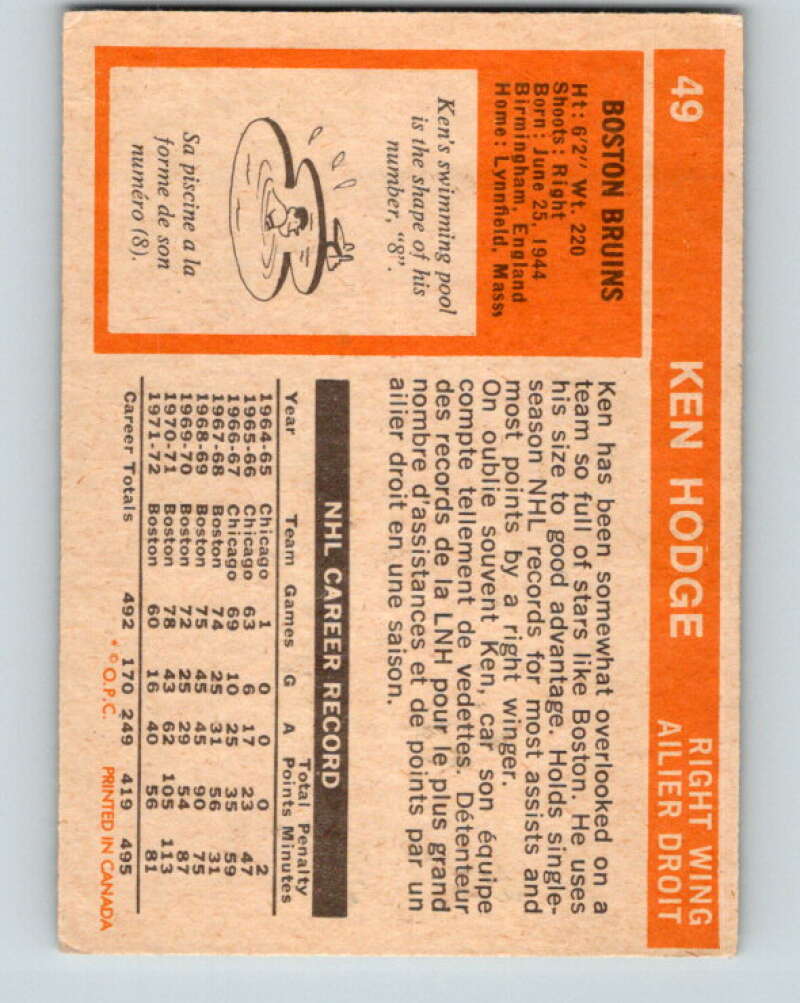 49
KEN HODGE
RIGHT WING
AILIER DROIT
BOSTON BRUINS
Ht: 6'2" Wt. 220
Shoots: Right
Born: June 25, 1944
Birmingham, England
Home: Lynnfield, Mass.
Ken's swimming pool
is the shape of his
number, "8".
Sa piscine a la
forme de son
numéro (8).
Ken has been somewhat overlooked on a
team so full of stars like Boston. He uses
his size to good advantage. Holds single-
season NHL records for most assists and
most points by a right winger.
On oublie souvent Ken, car son équipe
compte tellement de vedettes. Détenteur
des records de la LNH pour le plus grand
nombre d'assistances et de points par un
ailier droit en une saison.
NHL CAREER RECORD
Total Penalty
Year Team Games G A Points Minutes
1964-65 Chicago 1 0 0 0 2
1965-66 Chicago 63 6 17 23 47
1966-67 Chicago 69 10 25 35 59
1967-68 Boston 74 25 31 56 31
1968-69 Boston 75 45 45 90 75
1969-70 Boston 72 25 29 54 87
1970-71 Boston 78 43 62 105 113
1971-72 Boston 60 16 40 56 81
Career Totals 492 170 249 419 495
* © O.P.C. PRINTED IN CANADA